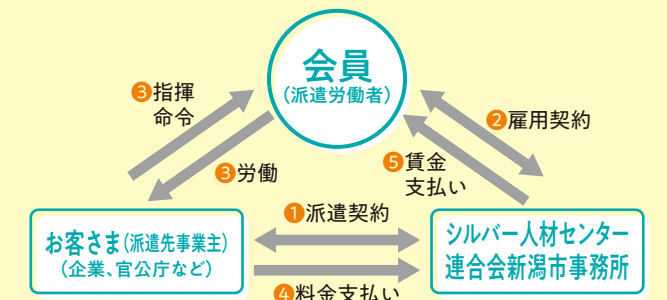 会員
(派遣労働者)
❸指揮
命令
❷雇用契約
❸労働
❺賃金
支払い
❶派遣契約
お客さま(派遣先事業主)
(企業、官公庁など)
シルバー人材センター
連合会新潟市事務所
❹料金支払い